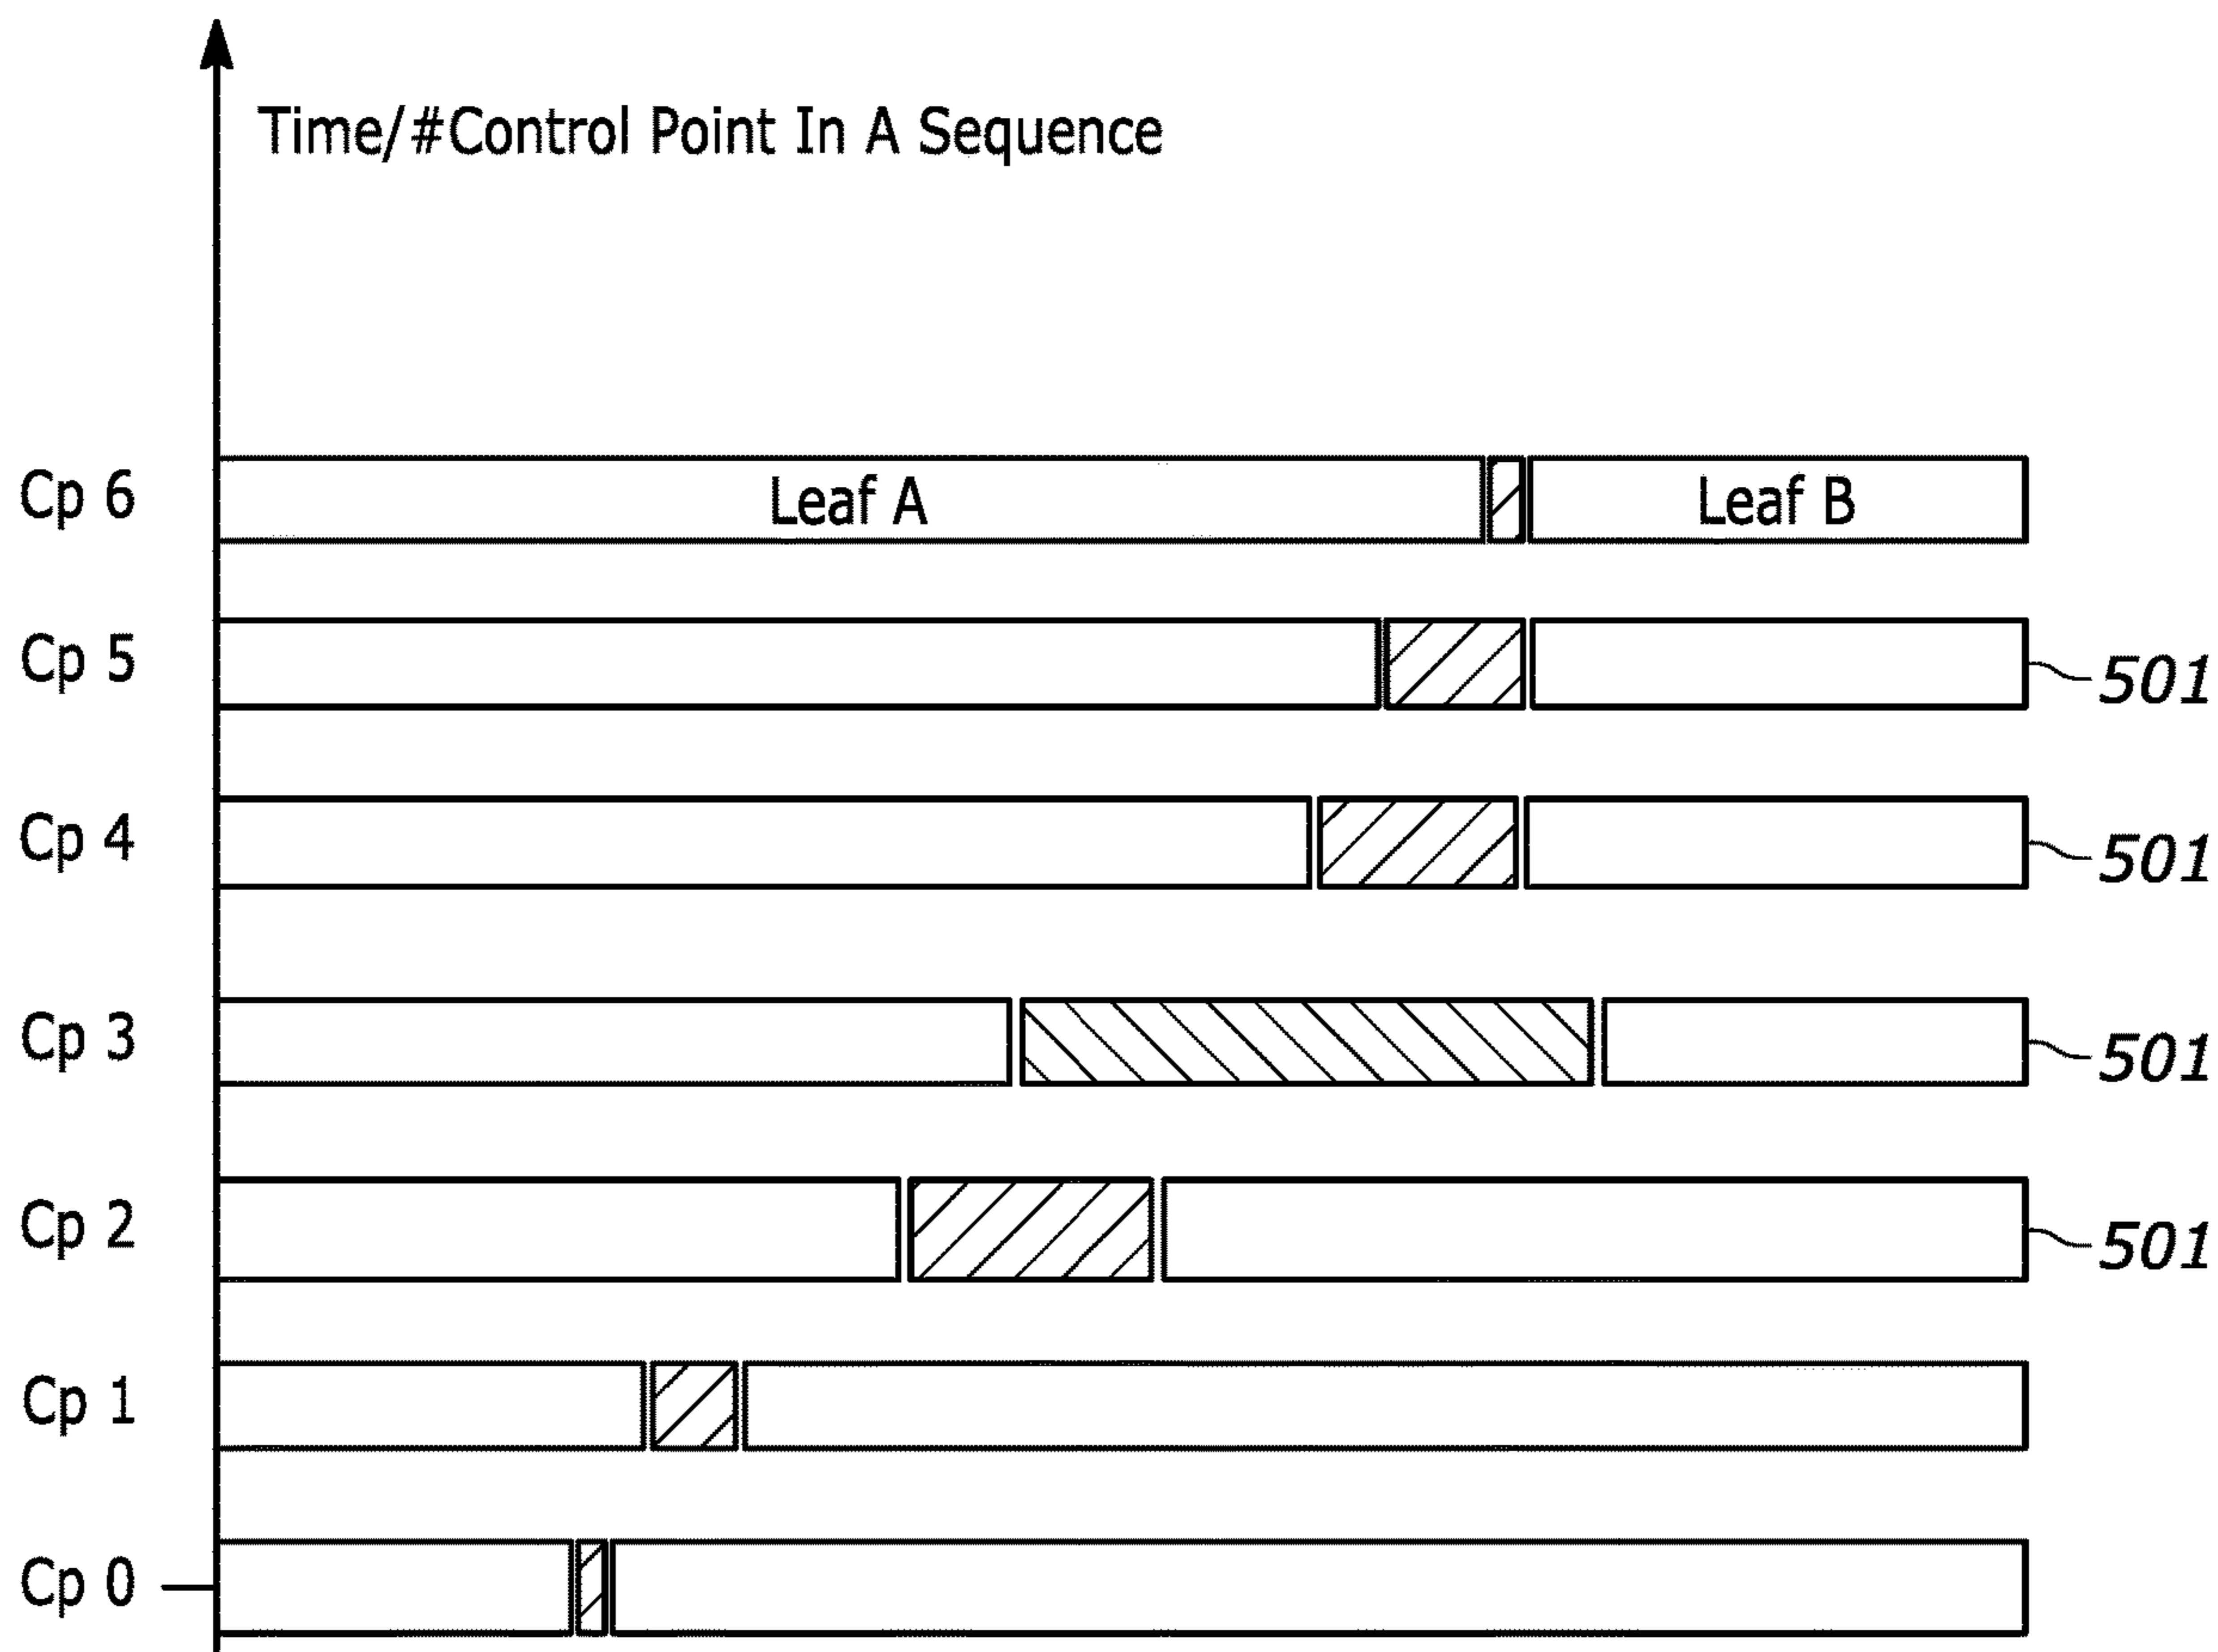 Time/#Control Point In A Sequence
Cp 6 Leaf A Leaf B
Cp 5 501
Cp 4 501
Cp 3 501
Cp 2 501
Cp 1
Cp 0